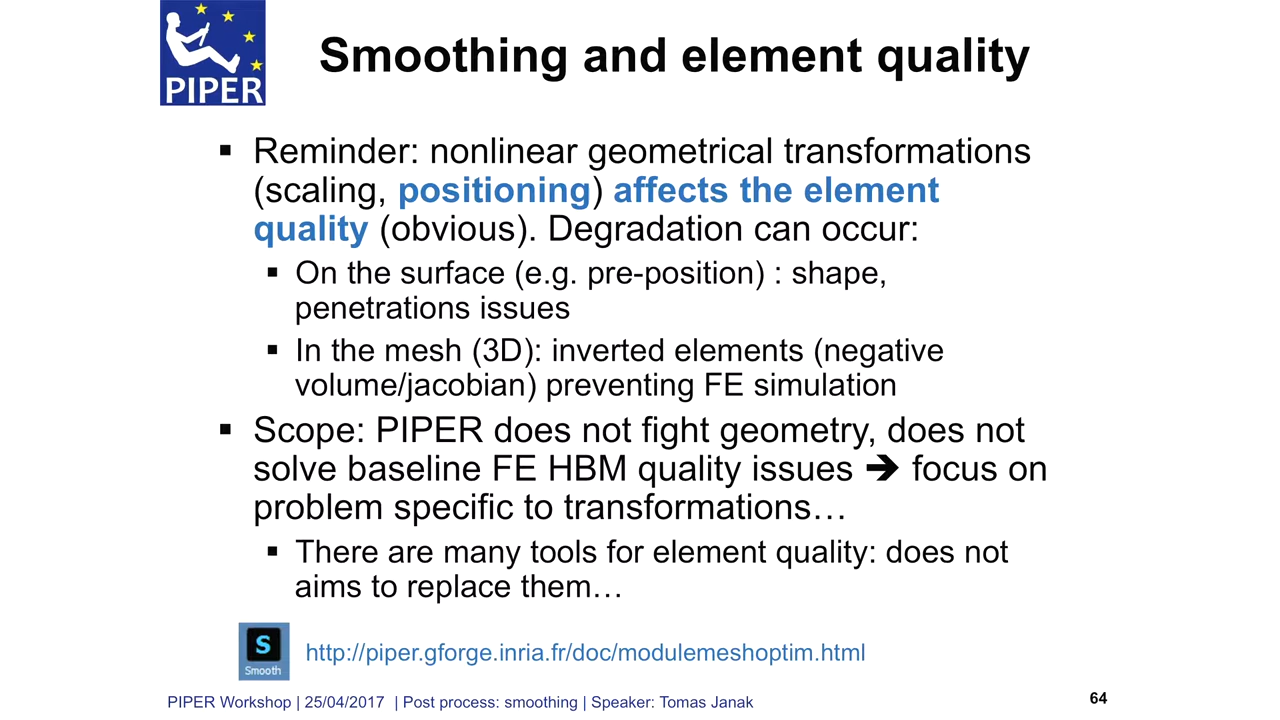 PIPER
Smoothing and element quality
▪ Reminder: nonlinear geometrical transformations
(scaling, positioning) affects the element
quality (obvious). Degradation can occur:
▪ On the surface (e.g. pre-position) : shape,
penetrations issues
▪ In the mesh (3D): inverted elements (negative
volume/jacobian) preventing FE simulation
▪ Scope: PIPER does not fight geometry, does not
solve baseline FE HBM quality issues ➔ focus on
problem specific to transformations…
▪ There are many tools for element quality: does not
aims to replace them…
S
Smooth
http://piper.gforge.inria.fr/doc/modulemeshoptim.html
PIPER Workshop | 25/04/2017 | Post process: smoothing | Speaker: Tomas Janak
64